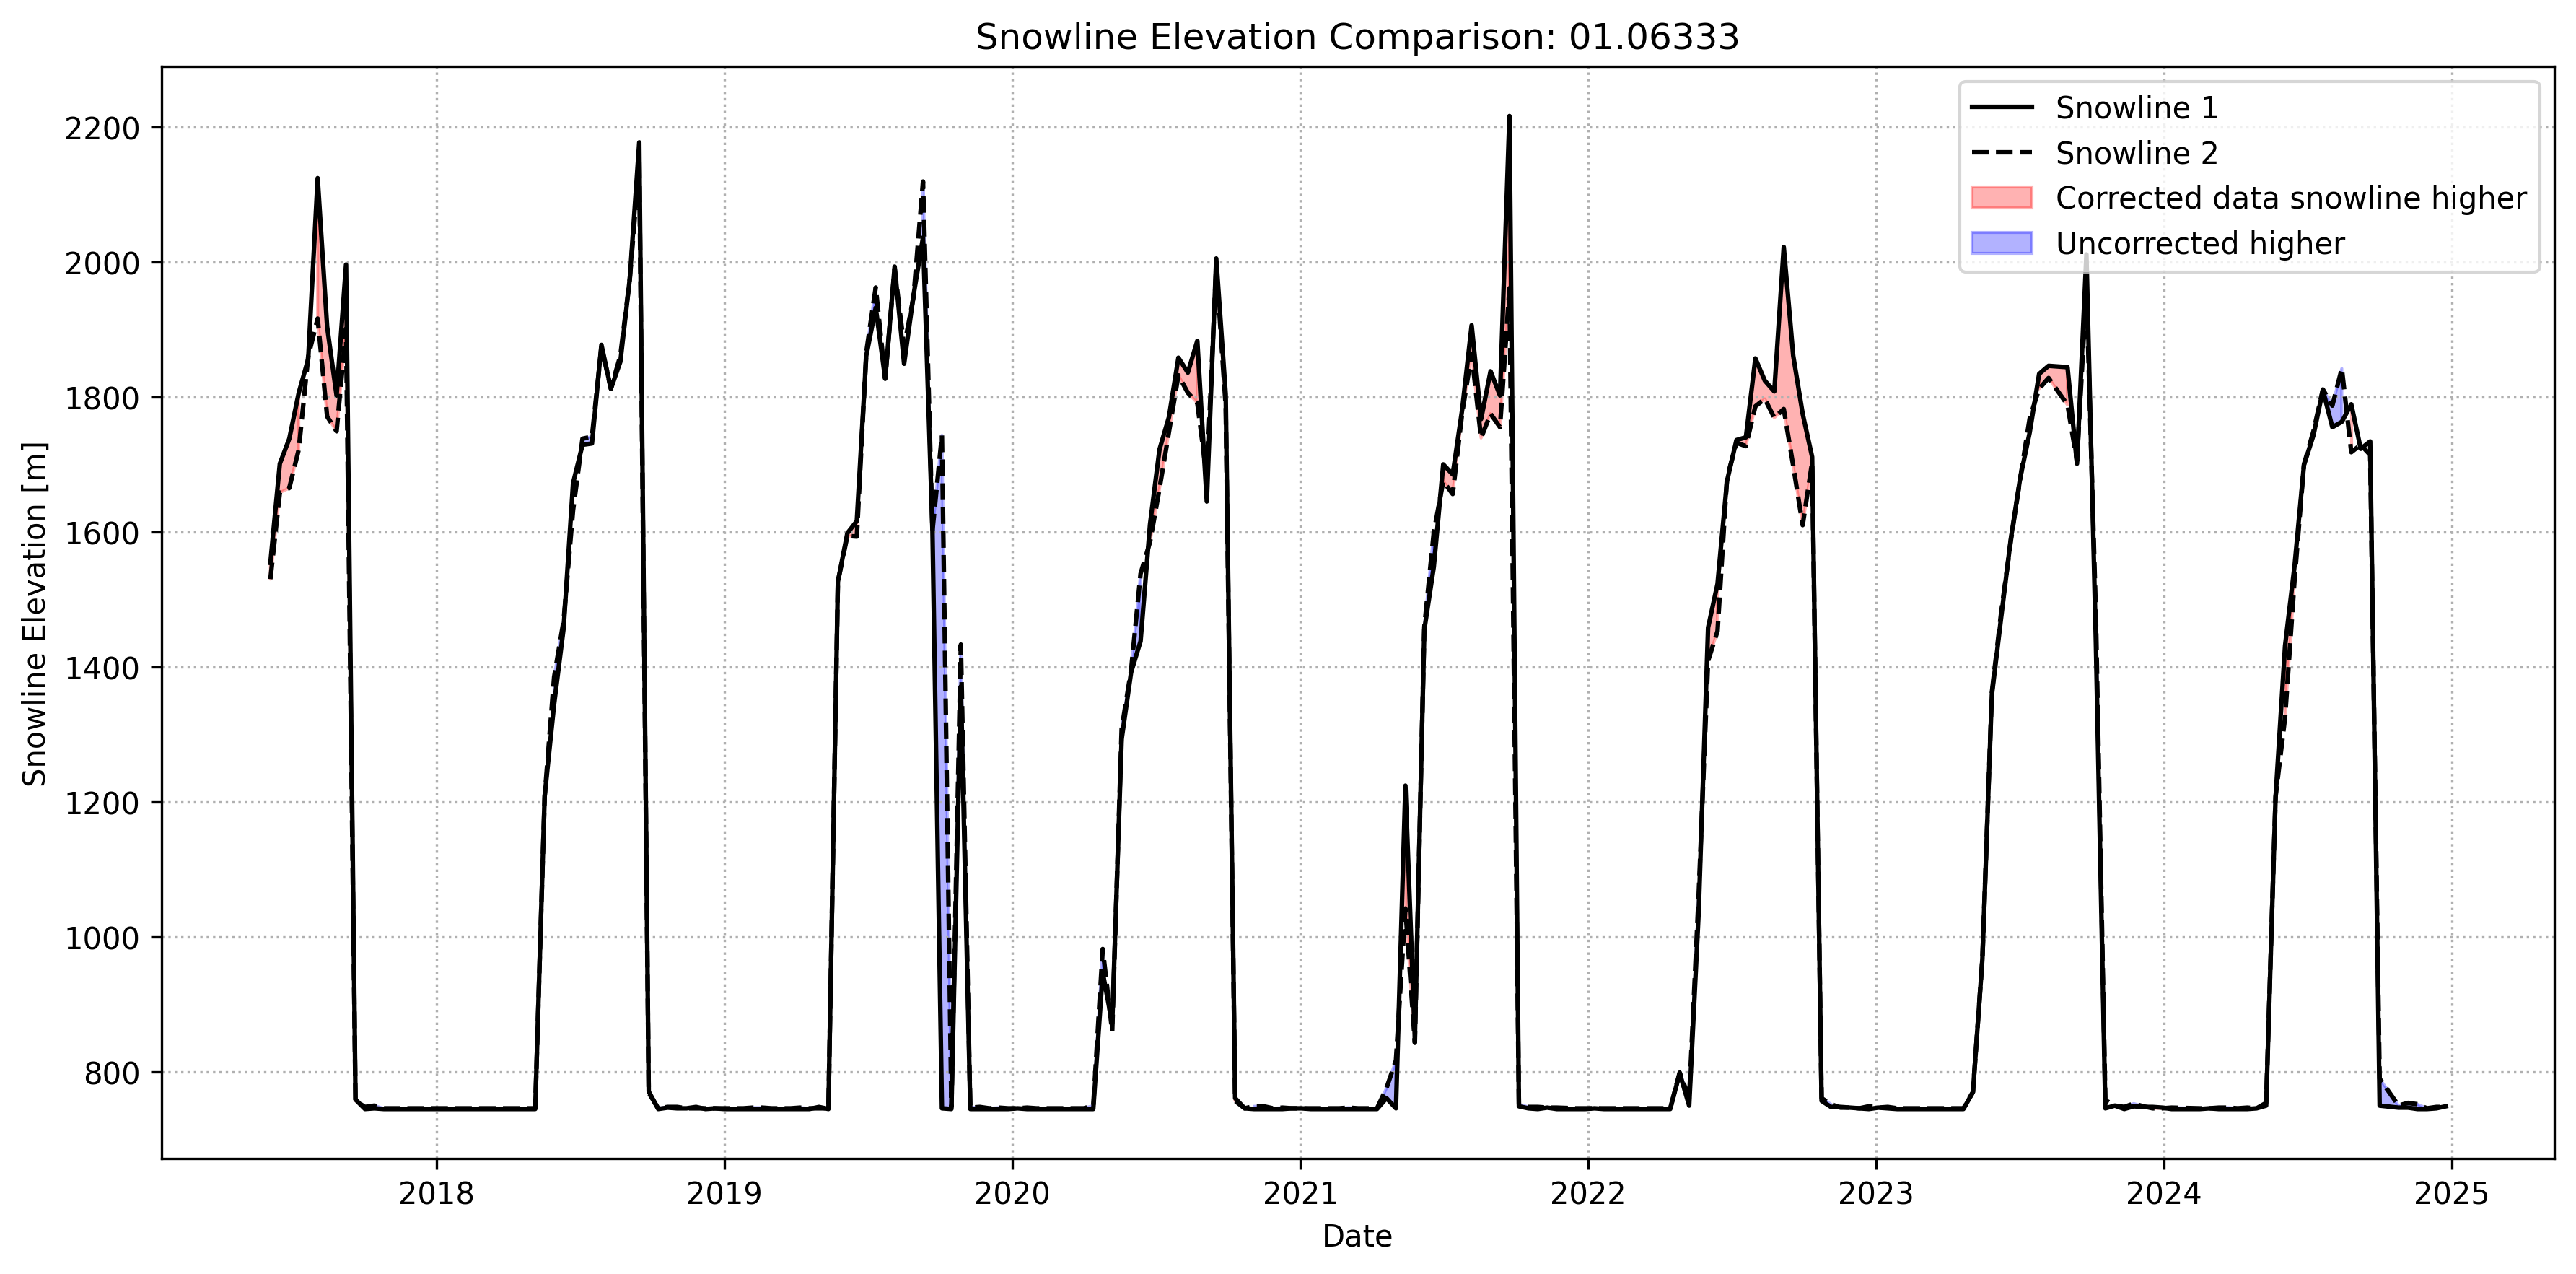 Snowline Elevation Comparison: 01.06333
Snowline 1
Snowline 2
Corrected data snowline higher
Uncorrected higher
Snowline Elevation [m]
2200
2000
1800
1600
1400
1200
1000
800
2018 2019 2020 2021 2022 2023 2024 2025
Date